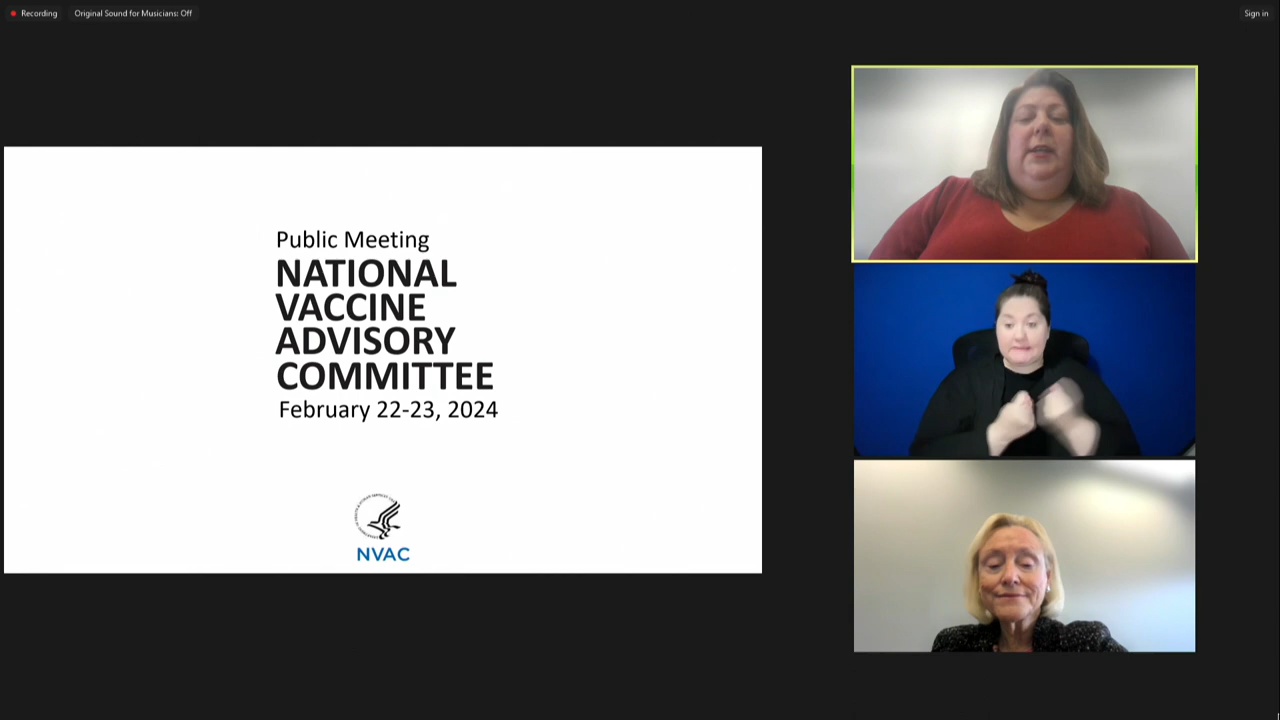 Recording
Original Sound for Musicians: Off
Sign in
Public Meeting
NATIONAL
VACCINE
ADVISORY
COMMITTEE
February 22-23, 2024
NVAC